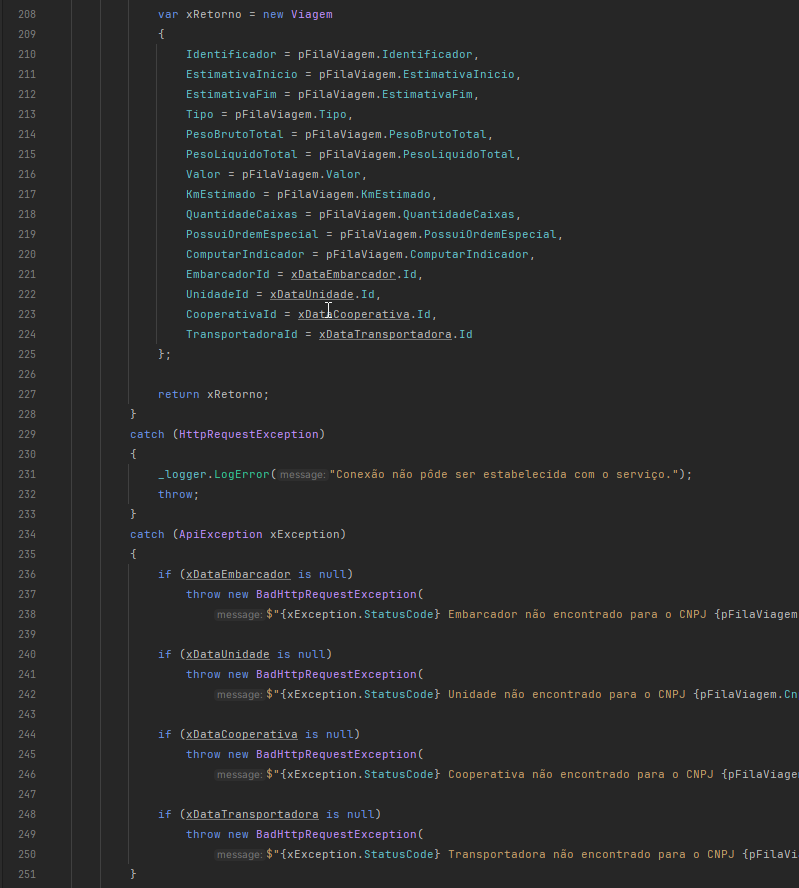 208 var xRetorno = new Viagem
209 {
210 Identificador = pFilaViagem.Identificador,
211 EstimativaInicio = pFilaViagem.EstimativaInicio,
212 EstimativaFim = pFilaViagem.EstimativaFim,
213 Tipo = pFilaViagem.Tipo,
214 PesoBrutoTotal = pFilaViagem.PesoBrutoTotal,
215 PesoLiquidoTotal = pFilaViagem.PesoLiquidoTotal,
216 Valor = pFilaViagem.Valor,
217 KmEstimado = pFilaViagem.KmEstimado,
218 QuantidadeCaixas = pFilaViagem.QuantidadeCaixas,
219 PossuiOrdemEspecial = pFilaViagem.PossuiOrdemEspecial,
220 ComputarIndicador = pFilaViagem.ComputarIndicador,
221 EmbarcadorId = xDataEmbarcador.Id,
222 UnidadeId = xDataUnidade.Id,
223 CooperativaId = xDataCooperativa.Id,
224 TransportadoraId = xDataTransportadora.Id
225 };
226
227 return xRetorno;
228 }
229 catch (HttpRequestException)
230 {
231 _logger.LogError( message: "Conexão não pôde ser estabelecida com o serviço.");
232 throw;
233 }
234 catch (ApiException xException)
235 {
236 if (xDataEmbarcador is null)
237 throw new BadHttpRequestException(
238 message: $"{xException.StatusCode} Embarcador não encontrado para o CNPJ {pFilaViagem
239
240 if (xDataUnidade is null)
241 throw new BadHttpRequestException(
242 message: $"{xException.StatusCode} Unidade não encontrado para o CNPJ {pFilaViagem.Cn
243
244 if (xDataCooperativa is null)
245 throw new BadHttpRequestException(
246 message: $"{xException.StatusCode} Cooperativa não encontrado para o CNPJ {pFilaViage
247
248 if (xDataTransportadora is null)
249 throw new BadHttpRequestException(
250 message: $"{xException.StatusCode} Transportadora não encontrado para o CNPJ {pFilaVi
251 }